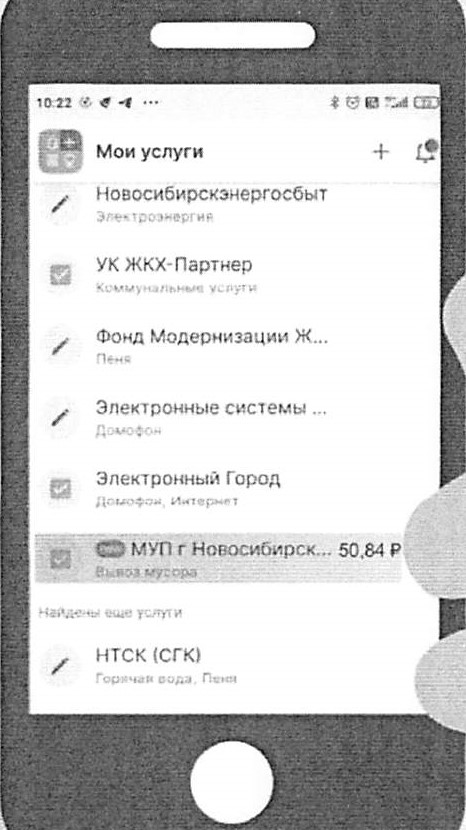 10:22
Мои услуги
Новосибирскэнергосбыт
Электроэнергия
УК ЖКХ-Партнер
Коммунальные услуги
Фонд Модернизации Ж...
Пеня
Электронные системы ...
Домофон
Электронный Город
Домофон, Интернет
МУП г Новосибирск... 50,84 ₽
Вывоз мусора
Найдены еще услуги
НТСК (СГК)
Горячая вода, Пеня